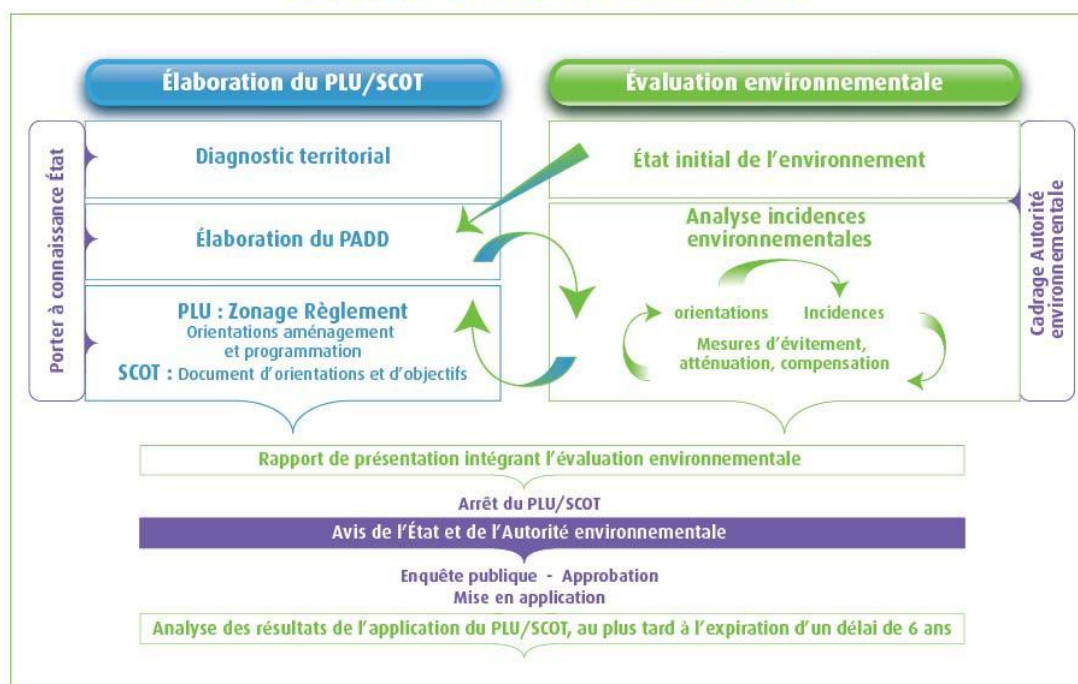 Élaboration du PLU/SCOT
Évaluation environnementale
Porter à connaissance État
Diagnostic territorial
Élaboration du PADD
PLU : Zonage Règlement
Orientations aménagement
et programmation
SCOT : Document d'orientations et d'objectifs
État initial de l'environnement
Analyse incidences
environnementales
orientations
Incidences
Mesures d'évitement,
atténuation, compensation
Cadrage Autorité
environnementale
Rapport de présentation intégrant l'évaluation environnementale
Arrêt du PLU/SCOT
Avis de l'État et de l'Autorité environnementale
Enquête publique - Approbation
Mise en application
Analyse des résultats de l'application du PLU/SCOT, au plus tard à l'expiration d'un délai de 6 ans